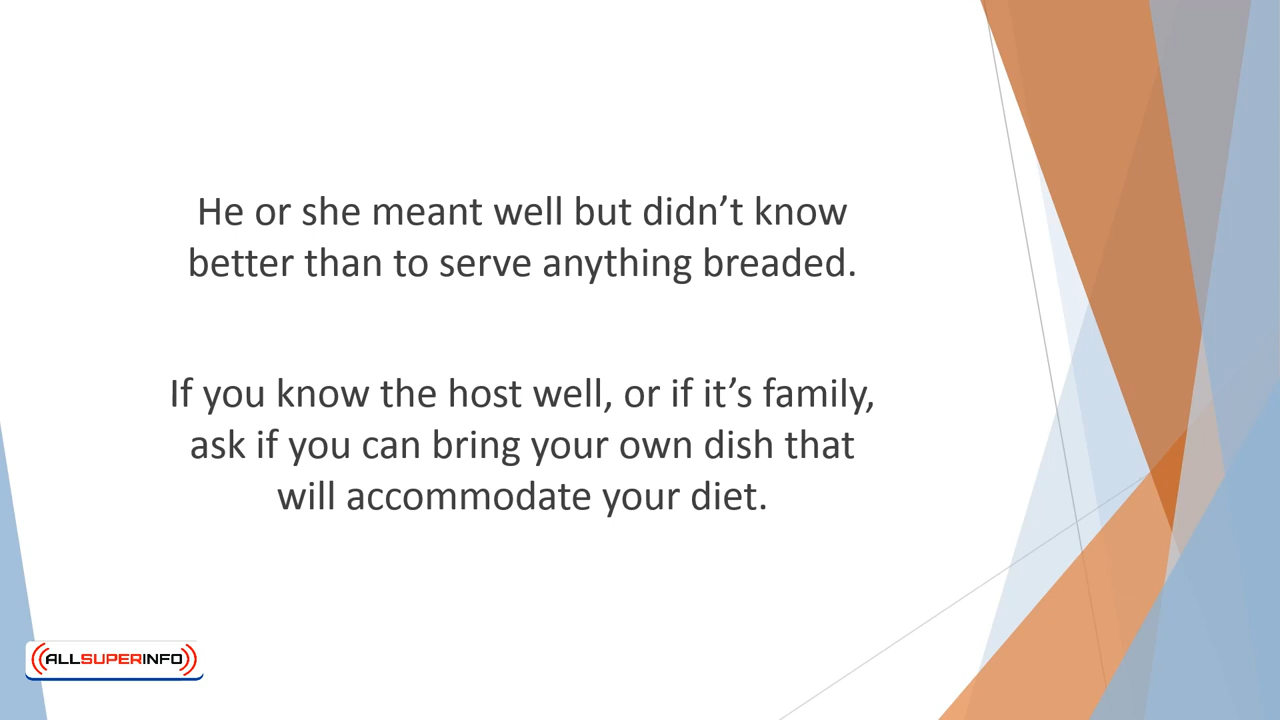 He or she meant well but didn’t know
better than to serve anything breaded.
If you know the host well, or if it’s family,
ask if you can bring your own dish that
will accommodate your diet.
ALLSUPERINFO